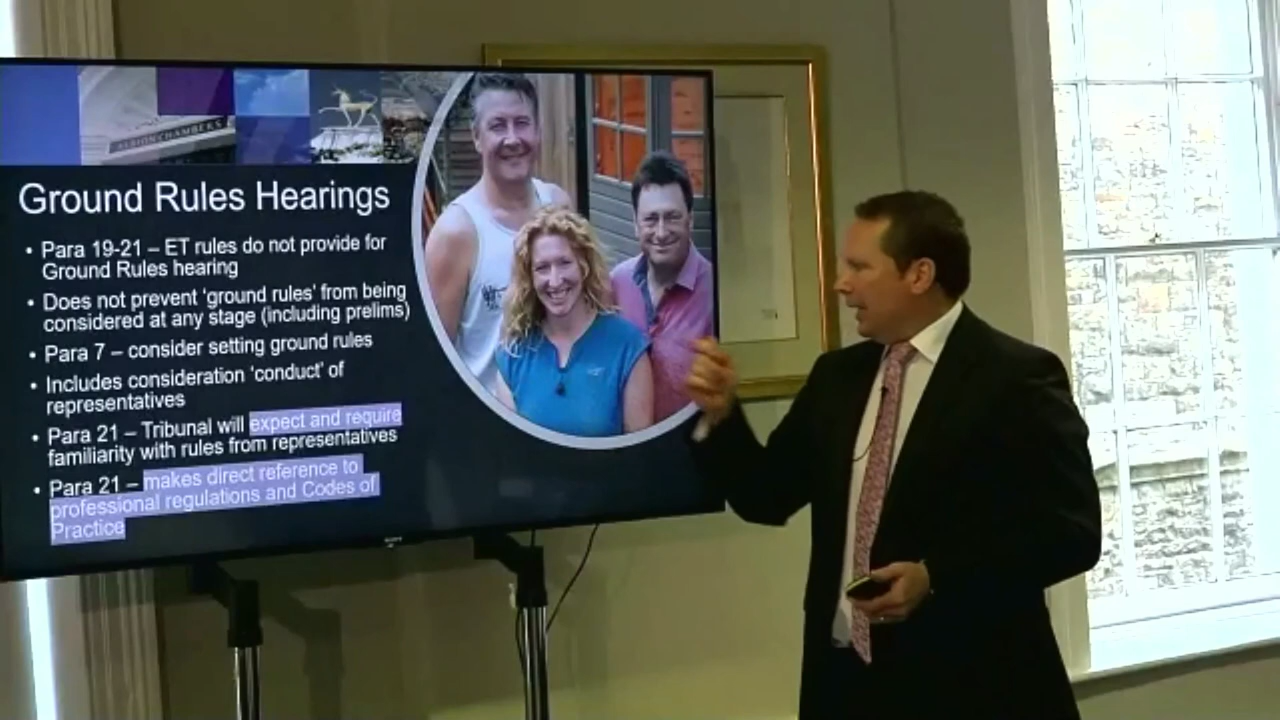 ALBION CHAMBERS
Ground Rules Hearings
• Para 19-21 – ET rules do not provide for
Ground Rules hearing
• Does not prevent ‘ground rules’ from being
considered at any stage (including prelims)
• Para 7 – consider setting ground rules
• Includes consideration ‘conduct’ of
representatives
• Para 21 – Tribunal will expect and require
familiarity with rules from representatives
• Para 21 – makes direct reference to
professional regulations and Codes of
Practice
SONY